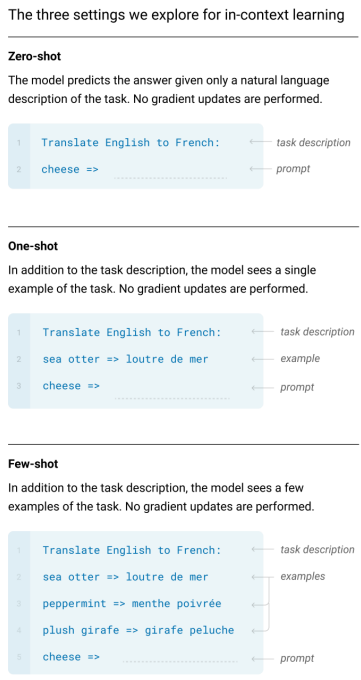 The three settings we explore for in-context learning
Zero-shot
The model predicts the answer given only a natural language
description of the task. No gradient updates are performed.
1 Translate English to French: task description
2 cheese => prompt
One-shot
In addition to the task description, the model sees a single
example of the task. No gradient updates are performed.
1 Translate English to French: task description
2 sea otter => loutre de mer example
3 cheese => prompt
Few-shot
In addition to the task description, the model sees a few
examples of the task. No gradient updates are performed.
1 Translate English to French: task description
2 sea otter => loutre de mer examples
3 peppermint => menthe poivrée
4 plush girafe => girafe peluche
5 cheese => prompt